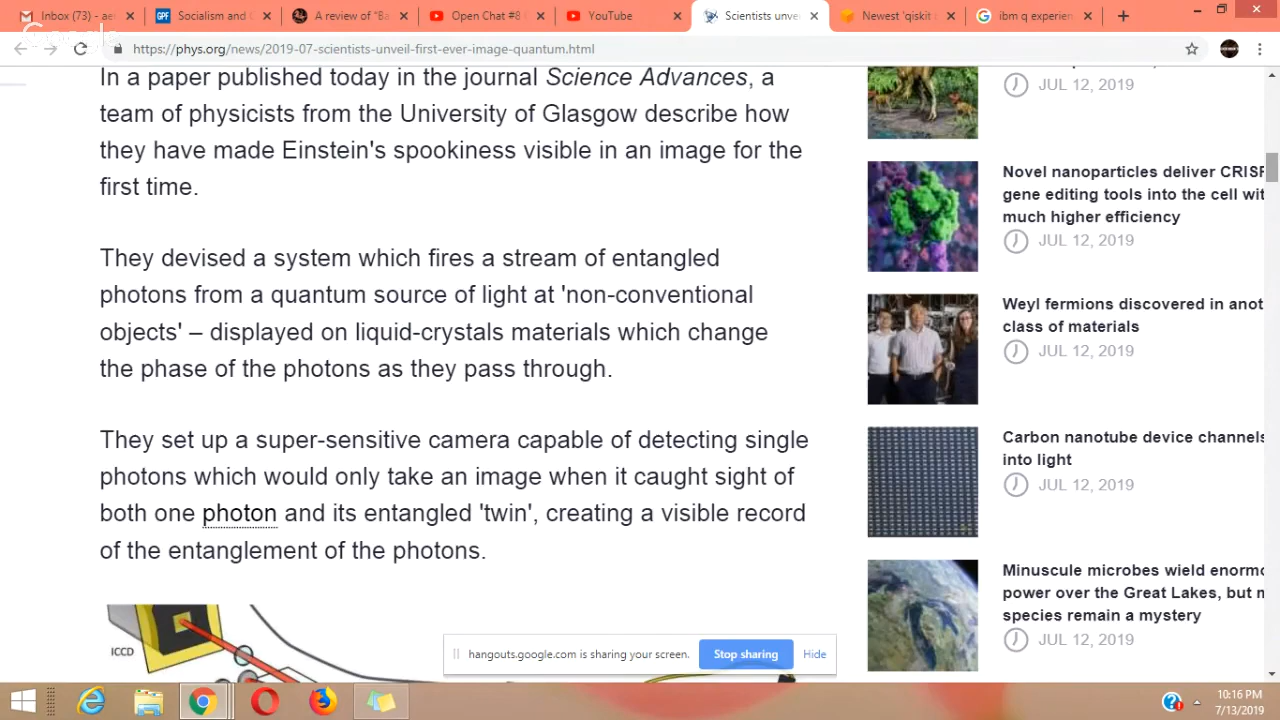 Inbox (73) - aes
Socialism and C
A review of "Ba
Open Chat #8 (
YouTube
Scientists unve
Newest 'qiskit q
ibm q experien
https://phys.org/news/2019-07-scientists-unveil-first-ever-image-quantum.html
In a paper published today in the journal Science Advances, a
team of physicists from the University of Glasgow describe how
they have made Einstein's spookiness visible in an image for the
first time.
They devised a system which fires a stream of entangled
photons from a quantum source of light at 'non-conventional
objects' – displayed on liquid-crystals materials which change
the phase of the photons as they pass through.
They set up a super-sensitive camera capable of detecting single
photons which would only take an image when it caught sight of
both one photon and its entangled 'twin', creating a visible record
of the entanglement of the photons.
ICCD
JUL 12, 2019
Novel nanoparticles deliver CRISP
gene editing tools into the cell wit
much higher efficiency
JUL 12, 2019
Weyl fermions discovered in anot
class of materials
JUL 12, 2019
Carbon nanotube device channels
into light
JUL 12, 2019
Minuscule microbes wield enormo
power over the Great Lakes, but m
species remain a mystery
JUL 12, 2019
hangouts.google.com is sharing your screen.
Stop sharing
Hide
10:16 PM
7/13/2019